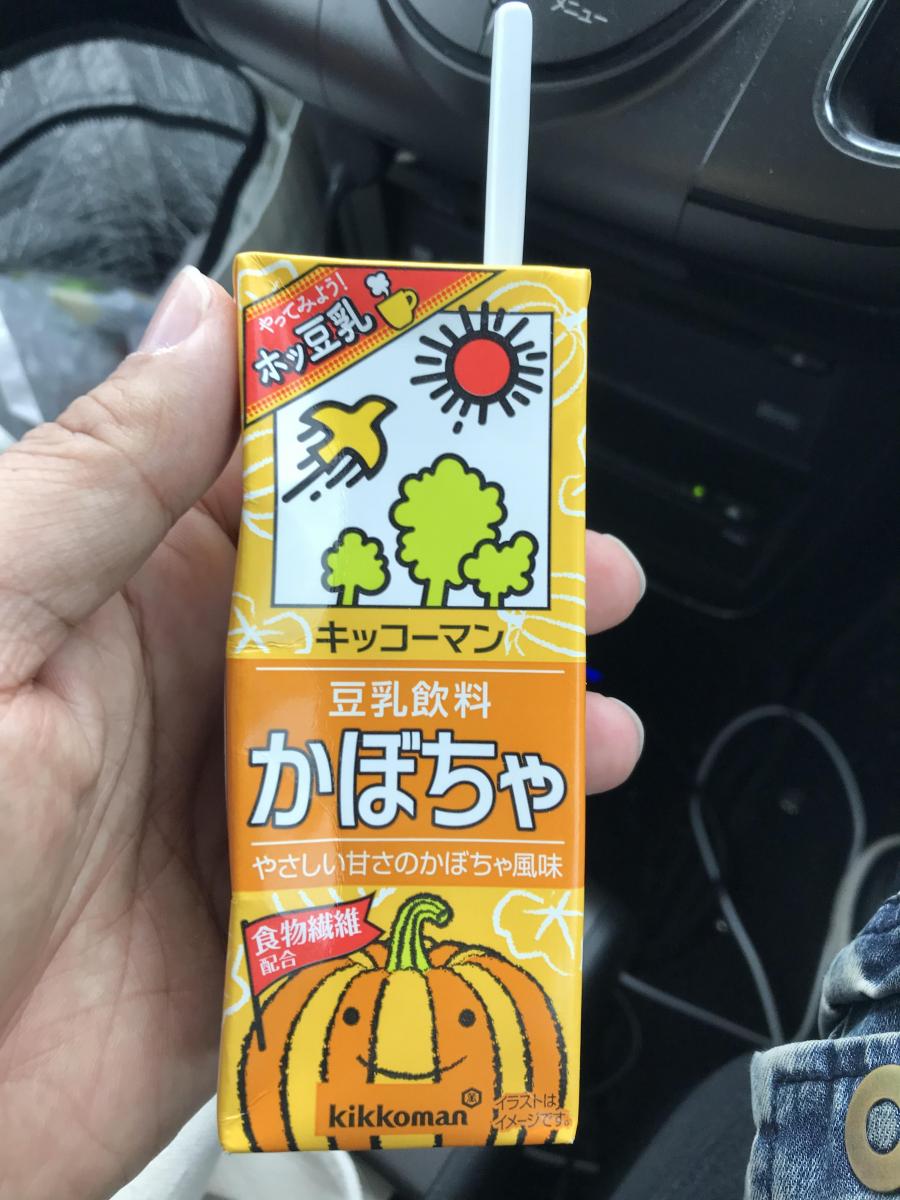 メニュー
やってみよう!
ホッ豆乳
キッコーマン
豆乳飲料
かぼちゃ
やさしい甘さのかぼちゃ風味
食物繊維
配合
kikkoman
イラストは
イメージです。